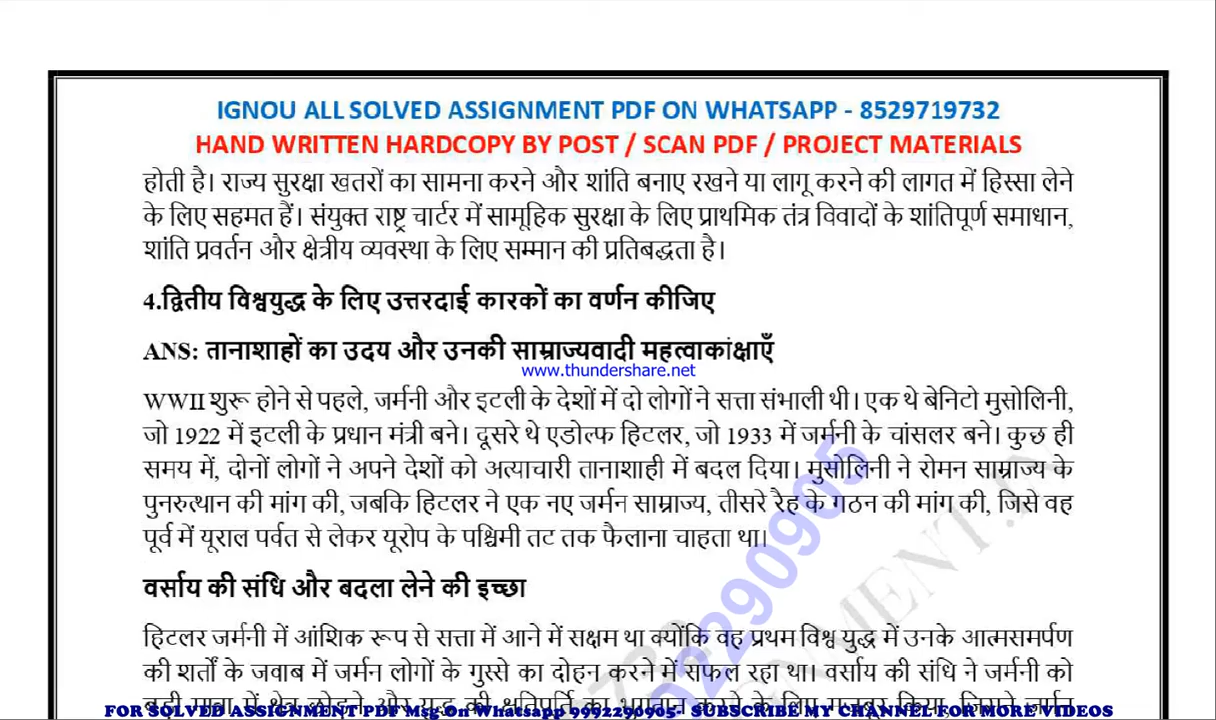 IGNOU ALL SOLVED ASSIGNMENT PDF ON WHATSAPP - 8529719732
HAND WRITTEN HARDCOPY BY POST / SCAN PDF / PROJECT MATERIALS
होती है। राज्य सुरक्षा खतरों का सामना करने और शांति बनाए रखने या लागू करने की लागत में हिस्सा लेने
के लिए सहमत हैं। संयुक्त राष्ट्र चार्टर में सामूहिक सुरक्षा के लिए प्राथमिक तंत्र विवादों के शांतिपूर्ण समाधान,
शांति प्रवर्तन और क्षेत्रीय व्यवस्था के लिए सम्मान की प्रतिबद्धता है।
4.द्वितीय विश्वयुद्ध के लिए उत्तरदाई कारकों का वर्णन कीजिए
ANS: तानाशाहों का उदय और उनकी साम्राज्यवादी महत्वाकांक्षाएँ
www.thundershare.net
WWII शुरू होने से पहले, जर्मनी और इटली के देशों में दो लोगों ने सत्ता संभाली थी। एक थे बेनिटो मुसोलिनी,
जो 1922 में इटली के प्रधान मंत्री बने। दूसरे थे एडोल्फ हिटलर, जो 1933 में जर्मनी के चांसलर बने। कुछ ही
समय में, दोनों लोगों ने अपने देशों को अत्याचारी तानाशाही में बदल दिया। मुसोलिनी ने रोमन साम्राज्य के
पुनरुत्थान की मांग की, जबकि हिटलर ने एक नए जर्मन साम्राज्य, तीसरे रैह के गठन की मांग की, जिसे वह
पूर्व में यूराल पर्वत से लेकर यूरोप के पश्चिमी तट तक फैलाना चाहता था।
वर्साय की संधि और बदला लेने की इच्छा
हिटलर जर्मनी में आंशिक रूप से सत्ता में आने में सक्षम था क्योंकि वह प्रथम विश्व युद्ध में उनके आत्मसमर्पण
की शर्तों के जवाब में जर्मन लोगों के गुस्से का दोहन करने में सफल रहा था। वर्साय की संधि ने जर्मनी को
FOR SOLVED ASSIGNMENT PDF Msg On Whatsapp 9992290905- SUBSCRIBE MY CHANNEL FOR MORE VIDEOS